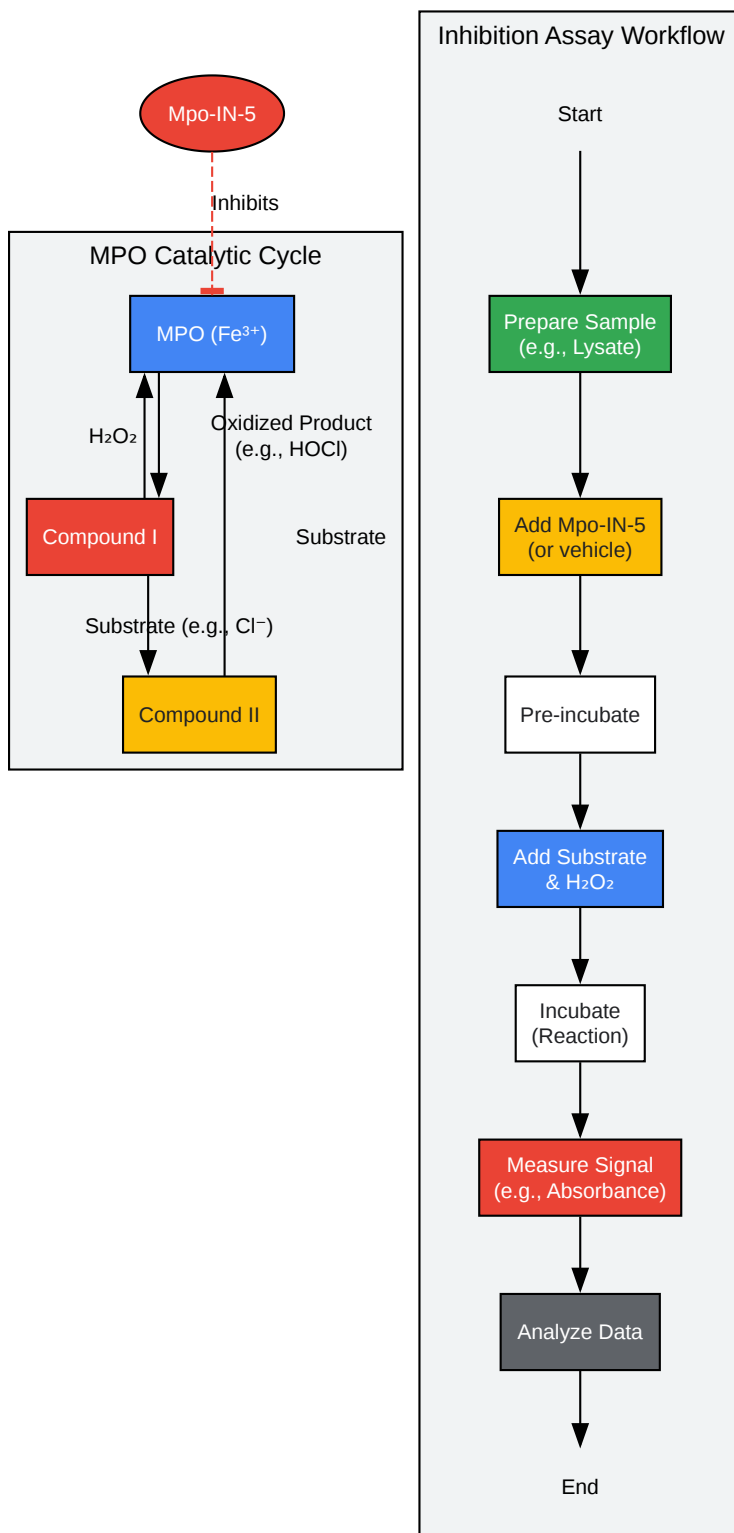 Mpo-IN-5
Inhibits
MPO Catalytic Cycle
MPO (Fe³⁺)
H₂O₂
Oxidized Product
(e.g., HOCl)
Compound I
Substrate
Substrate (e.g., Cl⁻)
Compound II
Inhibition Assay Workflow
Start
Prepare Sample
(e.g., Lysate)
Add Mpo-IN-5
(or vehicle)
Pre-incubate
Add Substrate
& H₂O₂
Incubate
(Reaction)
Measure Signal
(e.g., Absorbance)
Analyze Data
End